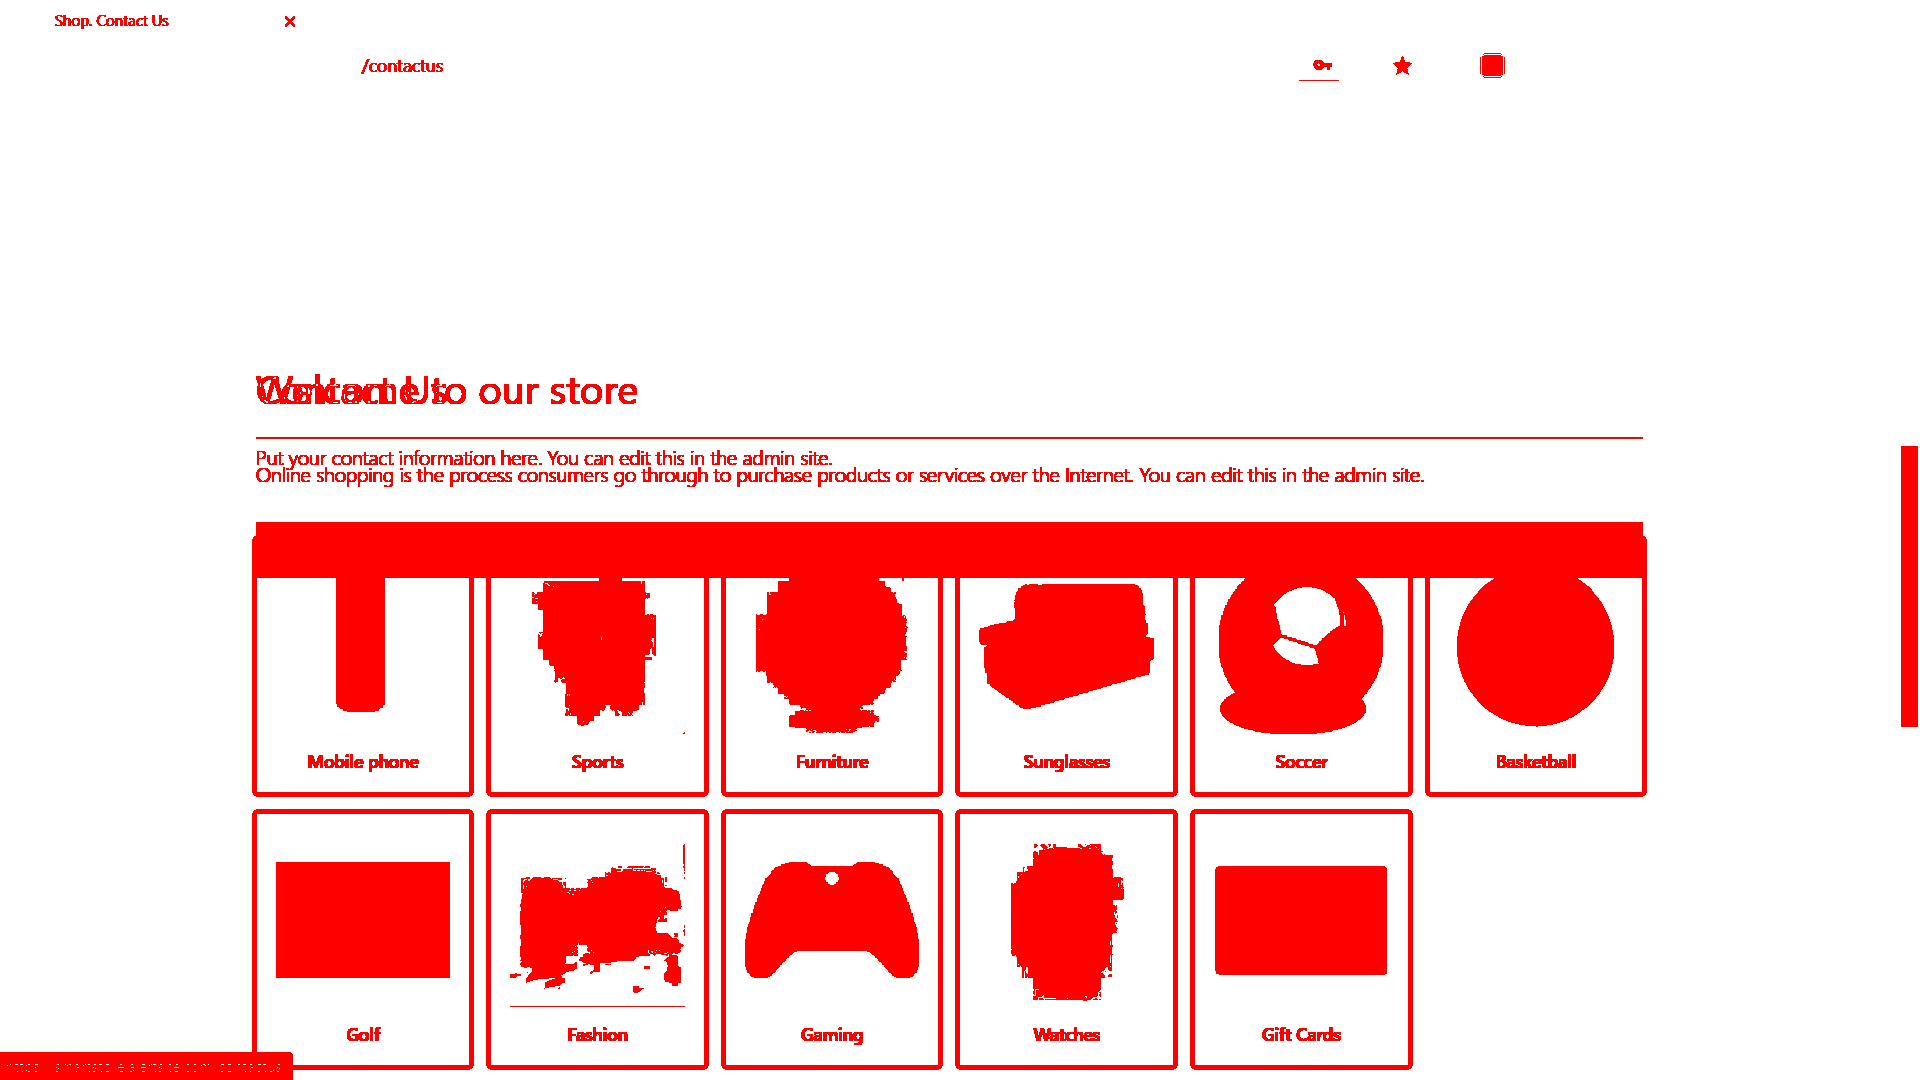 Shop. Contact Us
/contactus
Welcome to our store
Contact Us
Put your contact information here. You can edit this in the admin site.
Online shopping is the process consumers go through to purchase products or services over the Internet. You can edit this in the admin site.
Mobile phone
Sports
Furniture
Sunglasses
Soccer
Basketball
Golf
Fashion
Gaming
Watches
Gift Cards